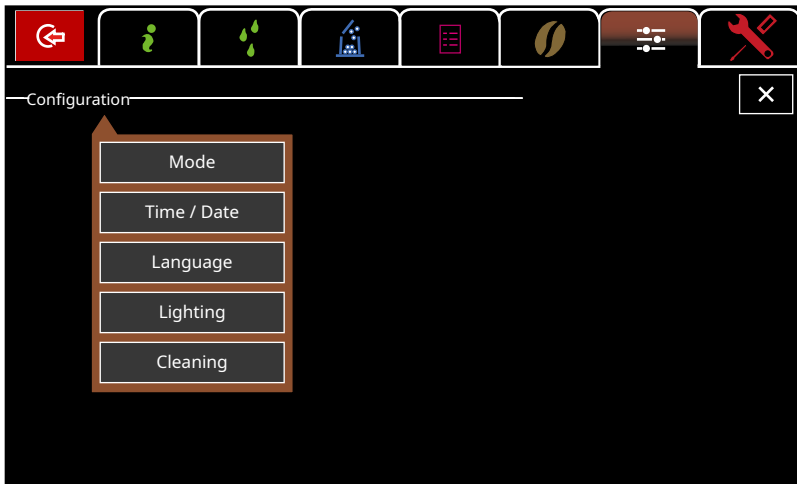 Configuration
Mode
Time / Date
Language
Lighting
Cleaning